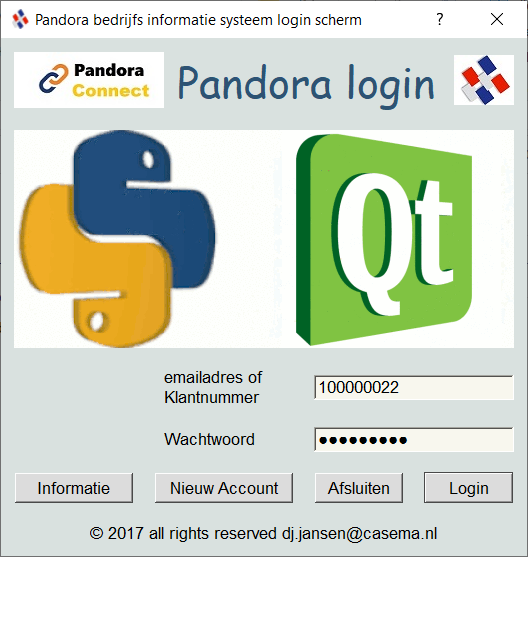 Pandora bedrijfs informatie systeem login scherm
Pandora
Connect
Pandora login
Qt
emailadres of
Klantnummer
100000022
Wachtwoord
●●●●●●●●●
Informatie
Nieuw Account
Afsluiten
Login
© 2017 all rights reserved dj.jansen@casema.nl